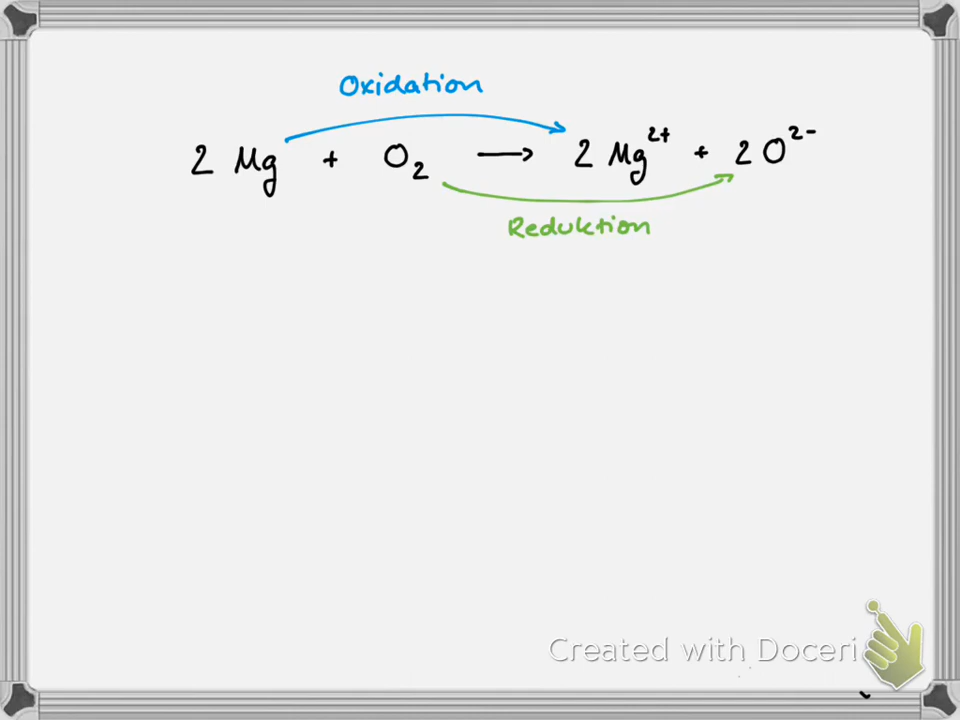 Oxidation
2 Mg + O₂ → 2 Mg²⁺ + 2 O²⁻
Reduktion
Created with Doceri